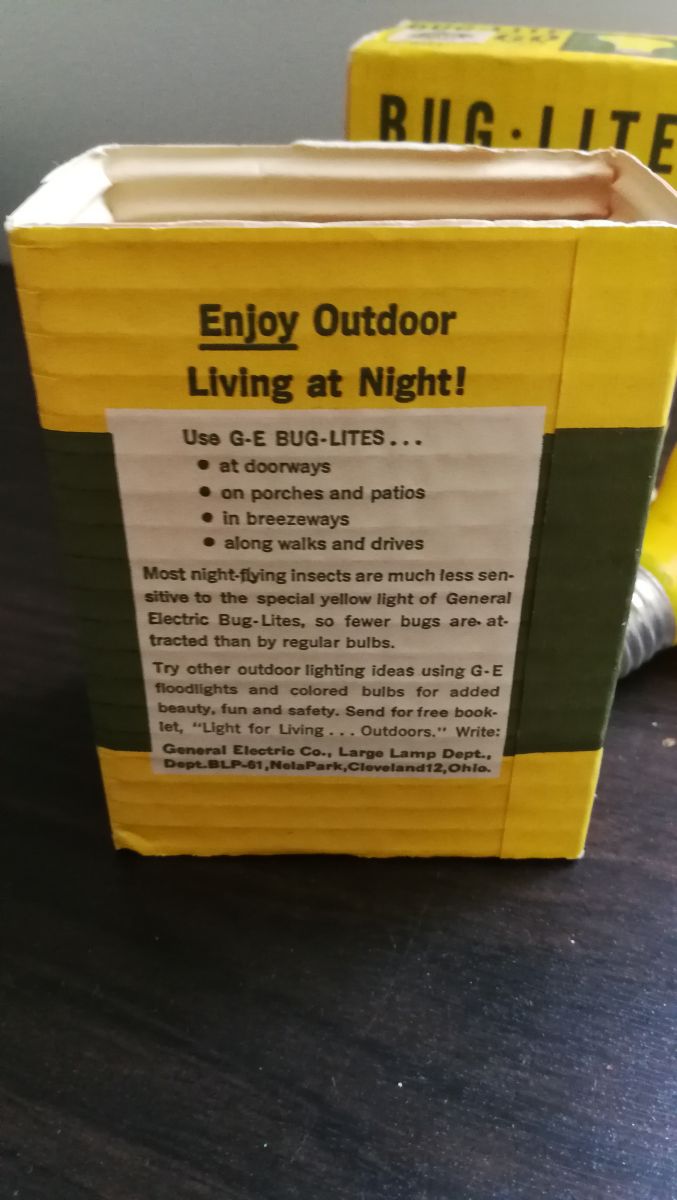 BUG·LITE
Enjoy Outdoor
Living at Night!
Use G-E BUG-LITES...
• at doorways
• on porches and patios
• in breezeways
• along walks and drives
Most night-flying insects are much less sen-
sitive to the special yellow light of General
Electric Bug-Lites, so fewer bugs are at-
tracted than by regular bulbs.
Try other outdoor lighting ideas using G-E
floodlights and colored bulbs for added
beauty, fun and safety. Send for free book-
let, "Light for Living... Outdoors." Write:
General Electric Co., Large Lamp Dept.,
Dept.BLP-61,NelaPark,Cleveland12,Ohio.